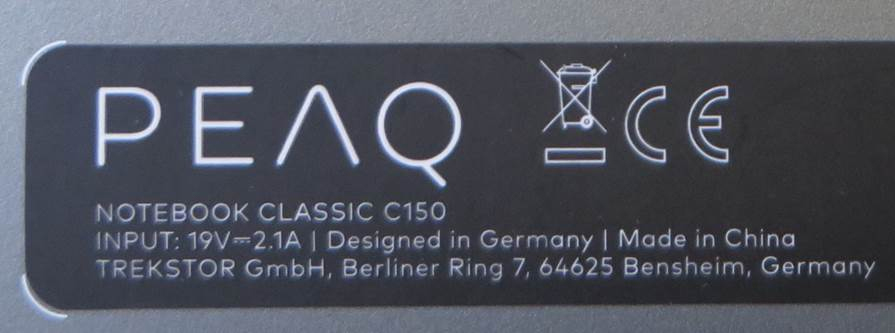 PEAQ CE
NOTEBOOK CLASSIC C150
INPUT: 19V⎓2.1A | Designed in Germany | Made in China
TREKSTOR GmbH, Berliner Ring 7, 64625 Bensheim, Germany